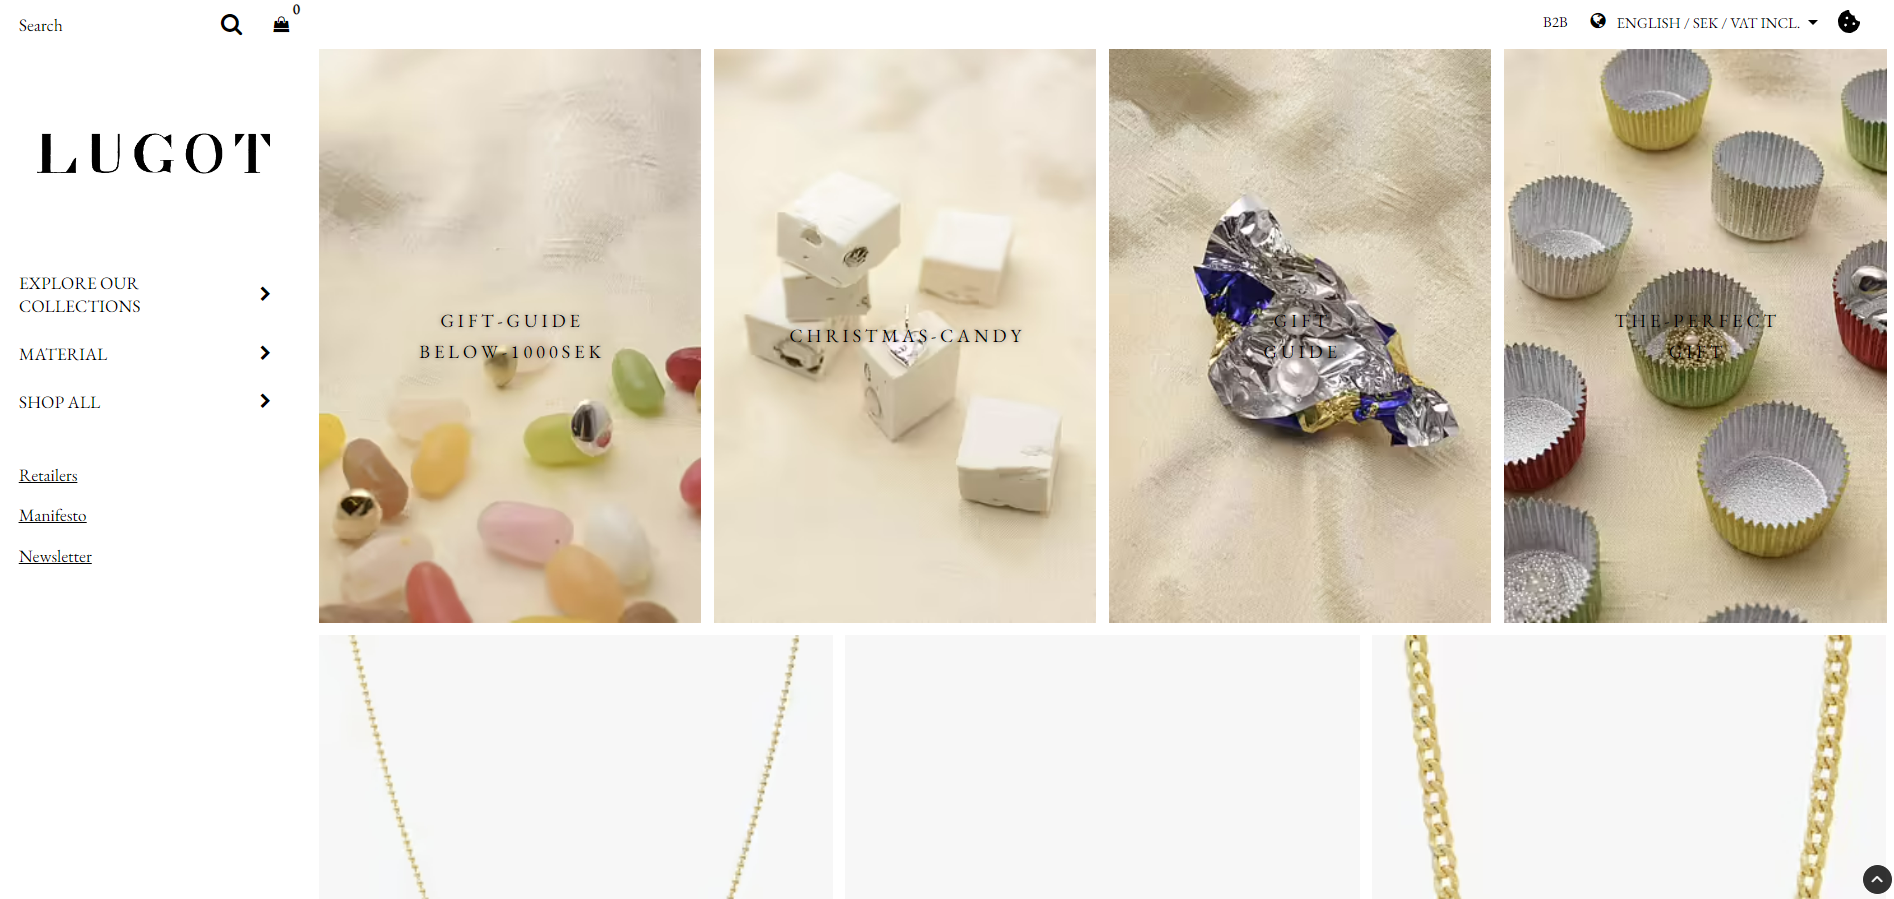 Search
0
B2B
ENGLISH / SEK / VAT INCL.
LUGOT
EXPLORE OUR
COLLECTIONS
MATERIAL
SHOP ALL
Retailers
Manifesto
Newsletter
GIFT-GUIDE
BELOW-1000SEK
CHRISTMAS-CANDY
GIFT
GUIDE
THE PERFECT
GIFT